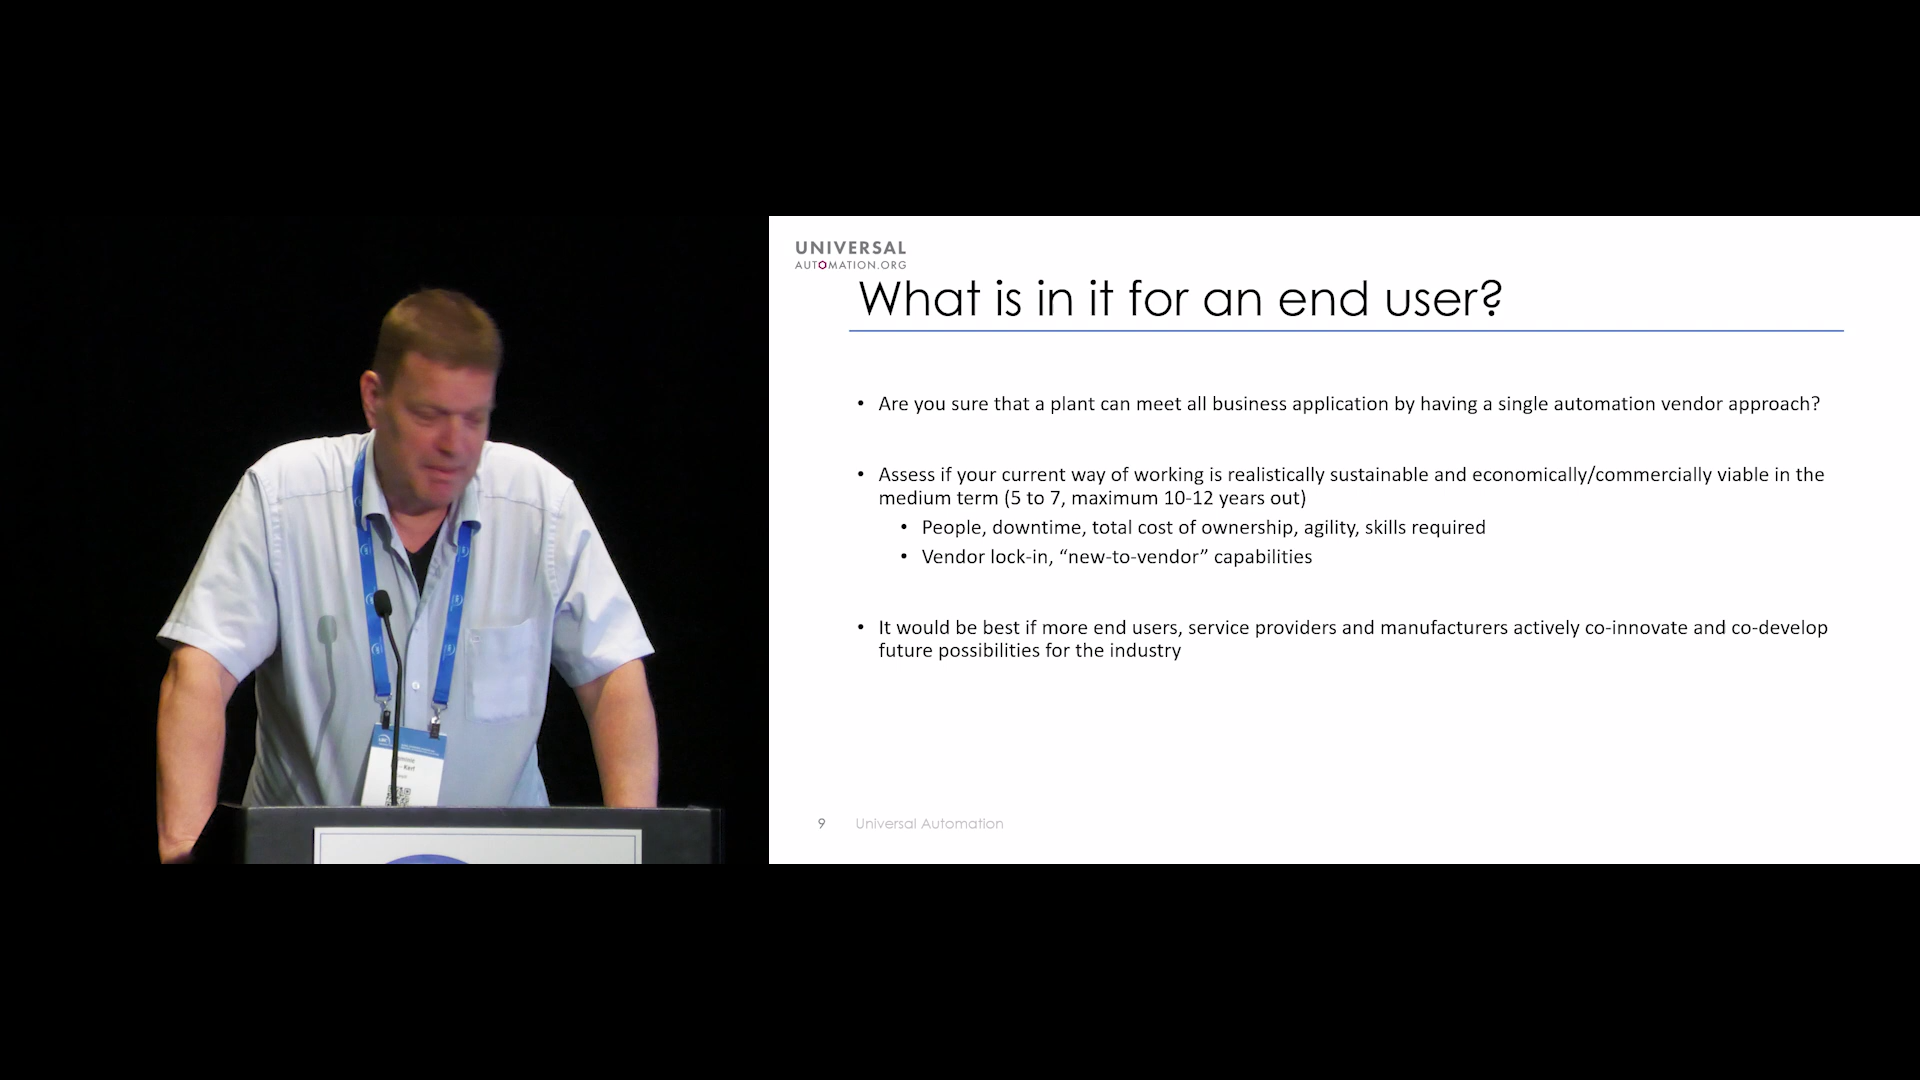 UNIVERSAL
AUTOMATION.ORG
What is in it for an end user?
• Are you sure that a plant can meet all business application by having a single automation vendor approach?
• Assess if your current way of working is realistically sustainable and economically/commercially viable in the
medium term (5 to 7, maximum 10-12 years out)
• People, downtime, total cost of ownership, agility, skills required
• Vendor lock-in, “new-to-vendor” capabilities
• It would be best if more end users, service providers and manufacturers actively co-innovate and co-develop
future possibilities for the industry
9 Universal Automation